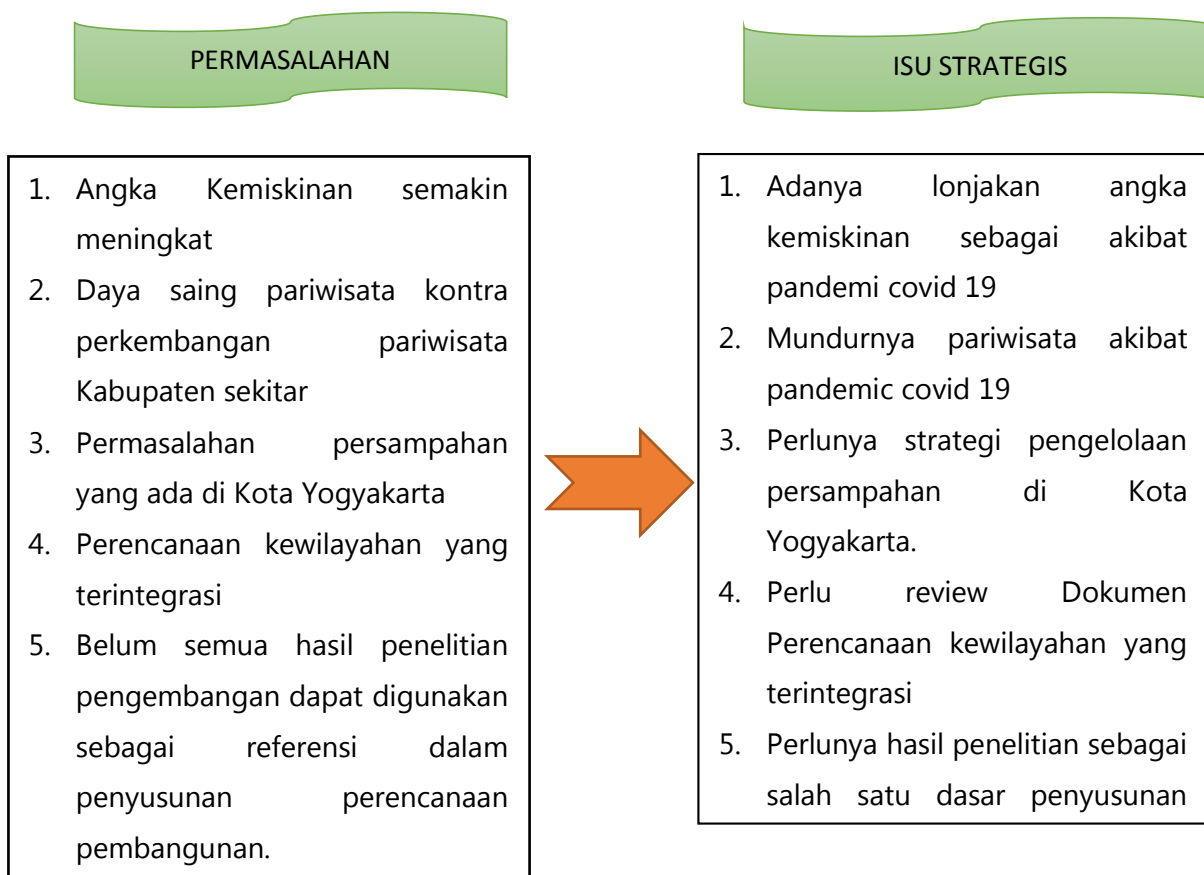 PERMASALAHAN
1. Angka Kemiskinan semakin
meningkat
2. Daya saing pariwisata kontra
perkembangan pariwisata
Kabupaten sekitar
3. Permasalahan persampahan
yang ada di Kota Yogyakarta
4. Perencanaan kewilayahan yang
terintegrasi
5. Belum semua hasil penelitian
pengembangan dapat digunakan
sebagai referensi dalam
penyusunan perencanaan
pembangunan.
ISU STRATEGIS
1. Adanya lonjakan angka
kemiskinan sebagai akibat
pandemi covid 19
2. Mundurnya pariwisata akibat
pandemic covid 19
3. Perlunya strategi pengelolaan
persampahan di Kota
Yogyakarta.
4. Perlu review Dokumen
Perencanaan kewilayahan yang
terintegrasi
5. Perlunya hasil penelitian sebagai
salah satu dasar penyusunan